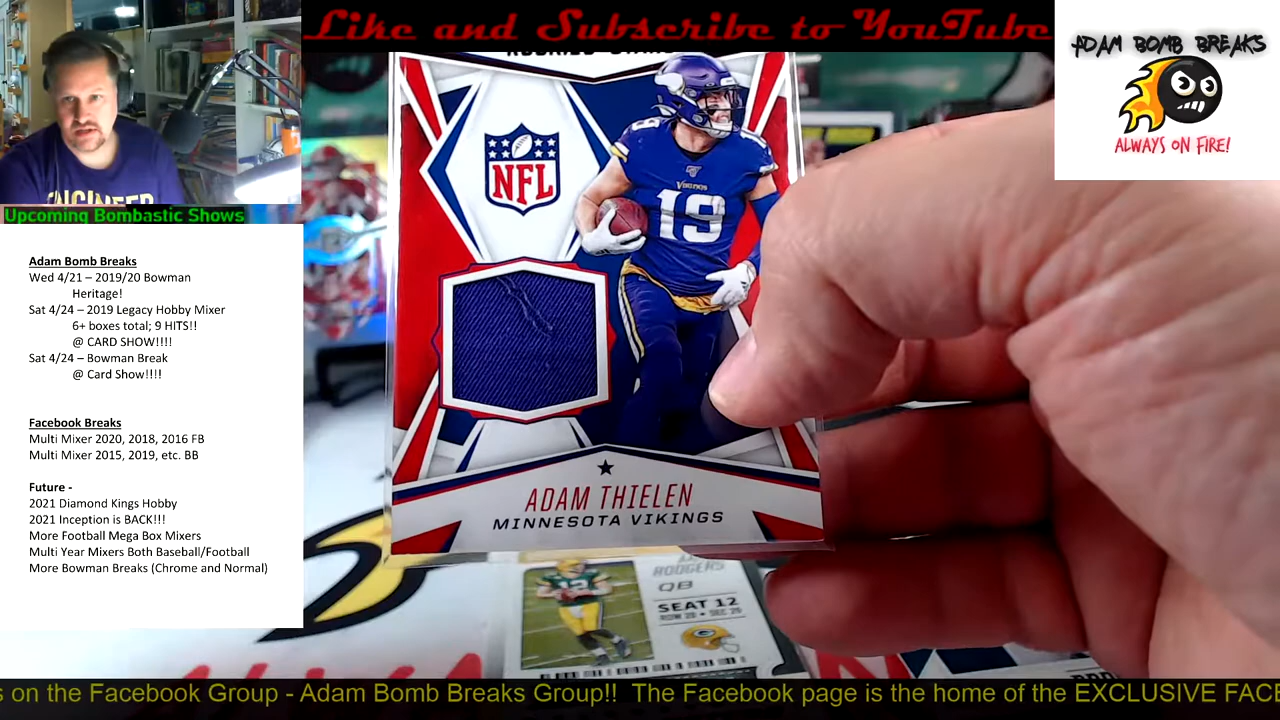 Like and Subscribe to YouTube
ADAM BOMB BREAKS
ALWAYS ON FIRE!
ENGINEER
Upcoming Bombastic Shows
Adam Bomb Breaks
Wed 4/21 – 2019/20 Bowman
Heritage!
Sat 4/24 – 2019 Legacy Hobby Mixer
6+ boxes total; 9 HITS!!
@ CARD SHOW!!!!
Sat 4/24 – Bowman Break
@ Card Show!!!!
Facebook Breaks
Multi Mixer 2020, 2018, 2016 FB
Multi Mixer 2015, 2019, etc. BB
Future -
2021 Diamond Kings Hobby
2021 Inception is BACK!!!
More Football Mega Box Mixers
Multi Year Mixers Both Baseball/Football
More Bowman Breaks (Chrome and Normal)
NFL
19
VIKINGS
19
ADAM THIELEN
MINNESOTA VIKINGS
RODGERS
QB
SEAT 12
12
s on the Facebook Group - Adam Bomb Breaks Group!! The Facebook page is the home of the EXCLUSIVE FACE